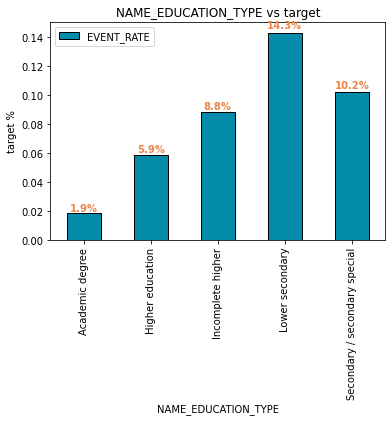 NAME_EDUCATION_TYPE vs target
EVENT_RATE
target %
0.14
0.12
0.10
0.08
0.06
0.04
0.02
0.00
1.9%
5.9%
8.8%
14.3%
10.2%
Academic degree
Higher education
Incomplete higher
Lower secondary
Secondary / secondary special
NAME_EDUCATION_TYPE